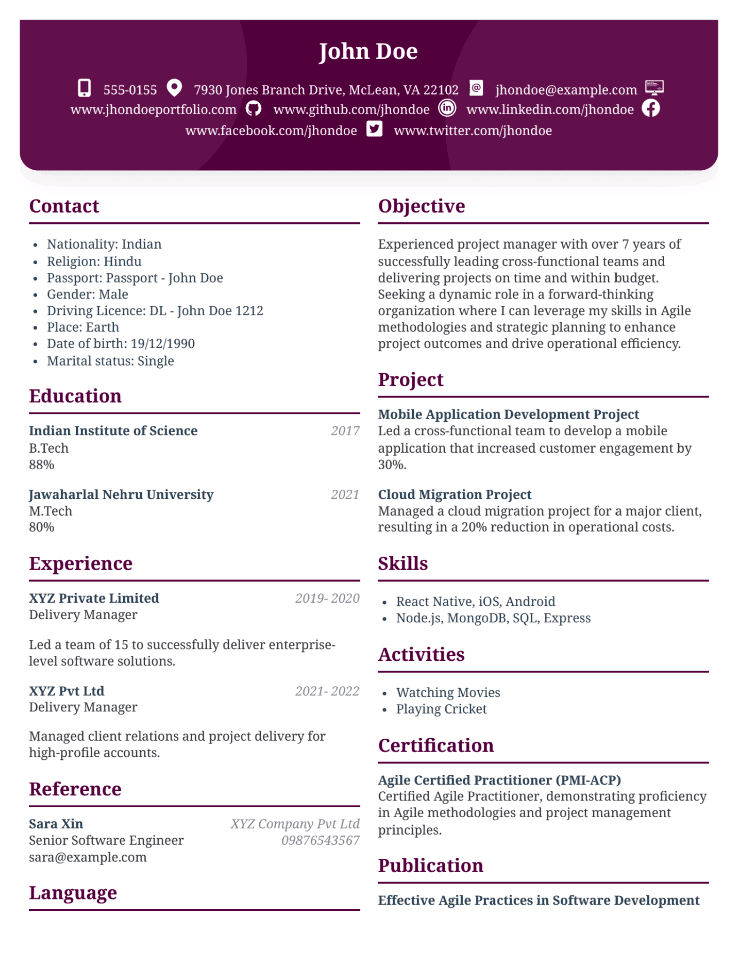 John Doe
555-0155 7930 Jones Branch Drive, McLean, VA 22102 jhondoe@example.com
www.jhondoeportfolio.com www.github.com/jhondoe www.linkedin.com/jhondoe
www.facebook.com/jhondoe www.twitter.com/jhondoe
Contact
• Nationality: Indian
• Religion: Hindu
• Passport: Passport - John Doe
• Gender: Male
• Driving Licence: DL - John Doe 1212
• Place: Earth
• Date of birth: 19/12/1990
• Marital status: Single
Education
Indian Institute of Science 2017
B.Tech
88%
Jawaharlal Nehru University 2021
M.Tech
80%
Experience
XYZ Private Limited 2019- 2020
Delivery Manager
Led a team of 15 to successfully deliver enterprise-
level software solutions.
XYZ Pvt Ltd 2021- 2022
Delivery Manager
Managed client relations and project delivery for
high-profile accounts.
Reference
Sara Xin XYZ Company Pvt Ltd
Senior Software Engineer 09876543567
sara@example.com
Language
Objective
Experienced project manager with over 7 years of
successfully leading cross-functional teams and
delivering projects on time and within budget.
Seeking a dynamic role in a forward-thinking
organization where I can leverage my skills in Agile
methodologies and strategic planning to enhance
project outcomes and drive operational efficiency.
Project
Mobile Application Development Project
Led a cross-functional team to develop a mobile
application that increased customer engagement by
30%.
Cloud Migration Project
Managed a cloud migration project for a major client,
resulting in a 20% reduction in operational costs.
Skills
• React Native, iOS, Android
• Node.js, MongoDB, SQL, Express
Activities
• Watching Movies
• Playing Cricket
Certification
Agile Certified Practitioner (PMI-ACP)
Certified Agile Practitioner, demonstrating proficiency
in Agile methodologies and project management
principles.
Publication
Effective Agile Practices in Software Development